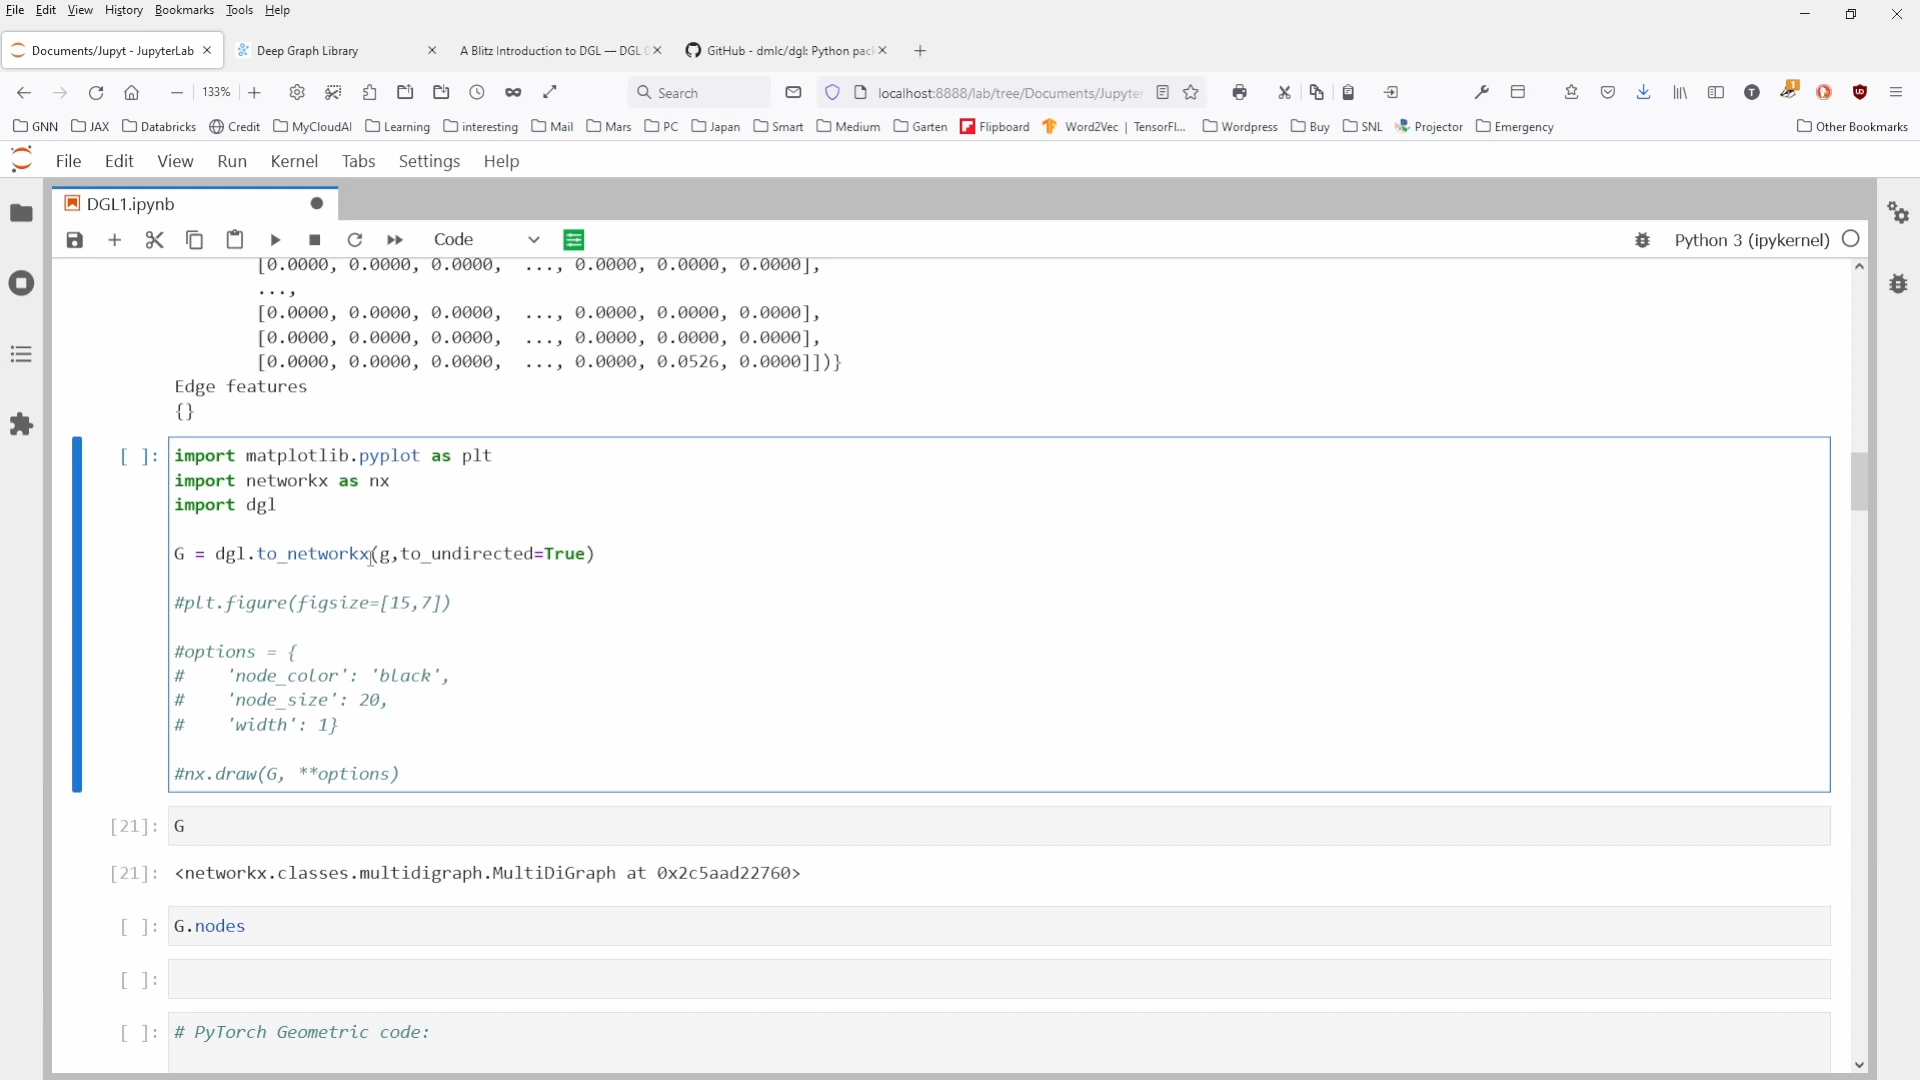 File Edit View History Bookmarks Tools Help
Documents/Jupyt - JupyterLab
Deep Graph Library
A Blitz Introduction to DGL — DGL
GitHub - dmlc/dgl: Python pac
133%
Search
localhost:8888/lab/tree/Documents/Jupyte
1
GNN JAX Databricks Credit MyCloudAI Learning interesting Mail Mars PC Japan Smart Medium Garten Flipboard Word2Vec | TensorFl... Wordpress Buy SNL Projector Emergency Other Bookmarks
File Edit View Run Kernel Tabs Settings Help
DGL1.ipynb
Code
Python 3 (ipykernel)
[0.0000, 0.0000, 0.0000, ..., 0.0000, 0.0000, 0.0000],
...,
[0.0000, 0.0000, 0.0000, ..., 0.0000, 0.0000, 0.0000],
[0.0000, 0.0000, 0.0000, ..., 0.0000, 0.0000, 0.0000],
[0.0000, 0.0000, 0.0000, ..., 0.0000, 0.0526, 0.0000]])}
Edge features
{}
[ ]: import matplotlib.pyplot as plt
import networkx as nx
import dgl
G = dgl.to_networkx(g,to_undirected=True)
#plt.figure(figsize=[15,7])
#options = {
# 'node_color': 'black',
# 'node_size': 20,
# 'width': 1}
#nx.draw(G, **options)
[21]: G
[21]: <networkx.classes.multidigraph.MultiDiGraph at 0x2c5aad22760>
[ ]: G.nodes
[ ]:
[ ]: # PyTorch Geometric code: